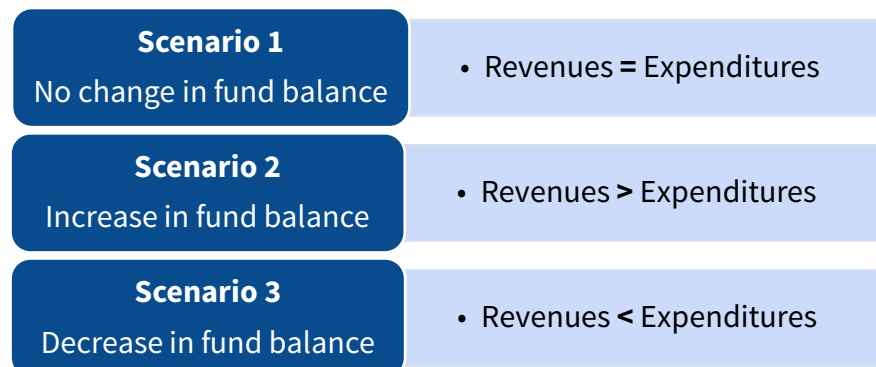 Scenario 1
No change in fund balance
• Revenues = Expenditures
Scenario 2
Increase in fund balance
• Revenues > Expenditures
Scenario 3
Decrease in fund balance
• Revenues < Expenditures